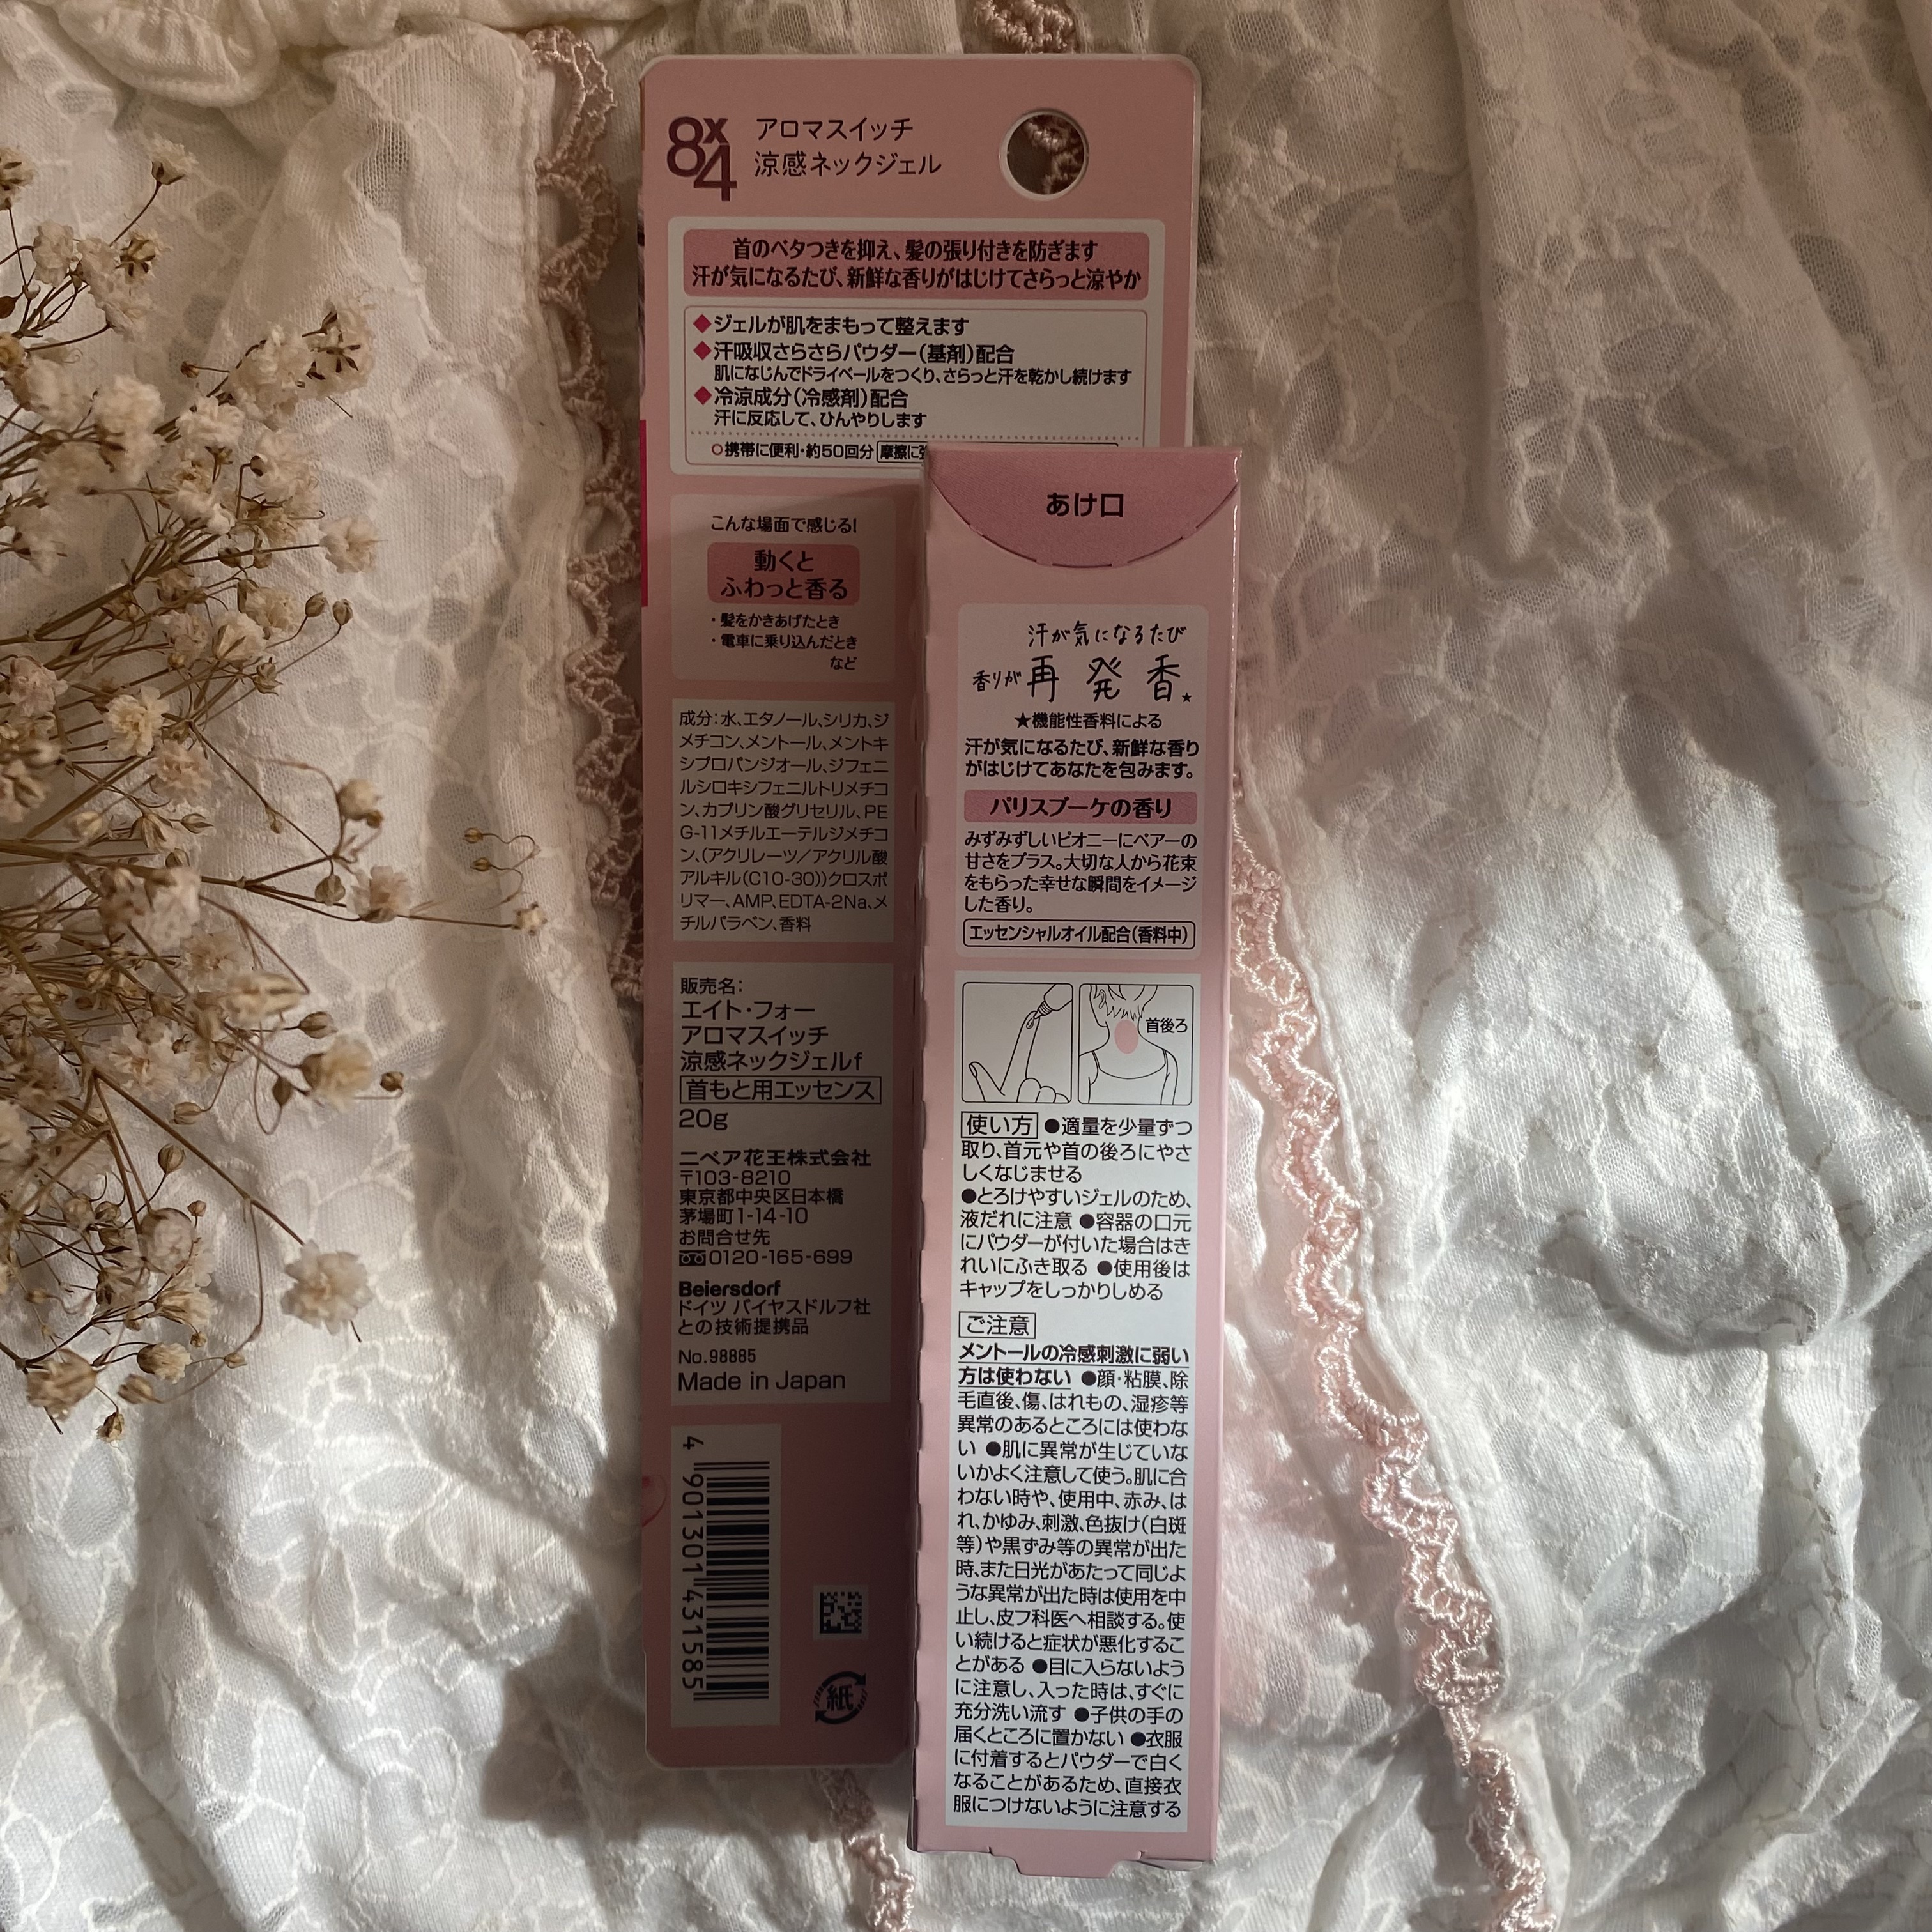 8x4
アロマスイッチ
涼感ネックジェル
首のベタつきを抑え、髪の張り付きを防ぎます
汗が気になるたび、新鮮な香りがはじけてさらっと涼やか
◆ジェルが肌をまもって整えます
◆汗吸収さらさらパウダー(基剤)配合
肌になじんでドライベールをつくり、さらっと汗を乾かし続けます
◆冷涼成分(冷感剤)配合
汗に反応して、ひんやりします
○携帯に便利・約50回分 摩擦に
こんな場面で感じる!
動くと
ふわっと香る
・髪をかきあげたとき
・電車に乗り込んだとき
など
成分:水、エタノール、シリカ、ジ
メチコン、メントール、メントキ
シプロパンジオール、ジフェニ
ルシロキシフェニルトリメチコ
ン、カプリン酸グリセリル、PE
G-11メチルエーテルジメチコ
ン、(アクリレーツ/アクリル酸
アルキル(C10-30))クロスポ
リマー、AMP、EDTA-2Na、メ
チルパラベン、香料
販売名:
エイト・フォー
アロマスイッチ
涼感ネックジェルf
首もと用エッセンス
20g
ニベア花王株式会社
〒103-8210
東京都中央区日本橋
茅場町1-14-10
お問合せ先
0120-165-699
Beiersdorf
ドイツ バイヤスドルフ社
との技術提携品
No.98885
Made in Japan
4 901301 431585
紙
あけ口
汗が気になるたび
香りが再発香★
★機能性香料による
汗が気になるたび、新鮮な香り
がはじけてあなたを包みます。
パリスブーケの香り
みずみずしいピオニーにペアーの
甘さをプラス。大切な人から花束
をもらった幸せな瞬間をイメージ
した香り。
エッセンシャルオイル配合(香料中)
首後ろ
使い方 ●適量を少量ずつ
取り、首元や首の後ろにやさ
しくなじませる
●とろけやすいジェルのため、
液だれに注意 ●容器の口元
にパウダーが付いた場合はき
れいにふき取る ●使用後は
キャップをしっかりしめる
ご注意
メントールの冷感刺激に弱い
方は使わない ●顔・粘膜、除
毛直後、傷、はれもの、湿疹等
異常のあるところには使わな
い ●肌に異常が生じていな
いかよく注意して使う。肌に合
わない時や、使用中、赤み、は
れ、かゆみ、刺激、色抜け(白斑
等)や黒ずみ等の異常が出た
時、また日光があたって同じよ
うな異常が出た時は使用を中
止し、皮フ科医へ相談する。使
い続けると症状が悪化するこ
とがある ●目に入らないよう
に注意し、入った時は、すぐに
充分洗い流す ●子供の手の
届くところに置かない ●衣服
に付着するとパウダーで白く
なることがあるため、直接衣
服につけないように注意する